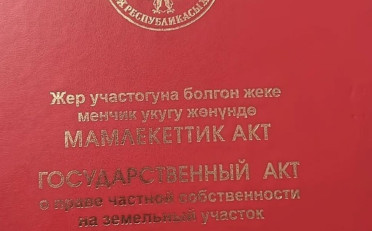 РЕСПУБЛИКАСЫ
Жер участогуна болгон жеке
менчик укугу жөнүндө
МАМЛЕКЕТТИК АКТ
ГОСУДАРСТВЕННЫЙ АКТ
о праве частной собственности
на земельный участок